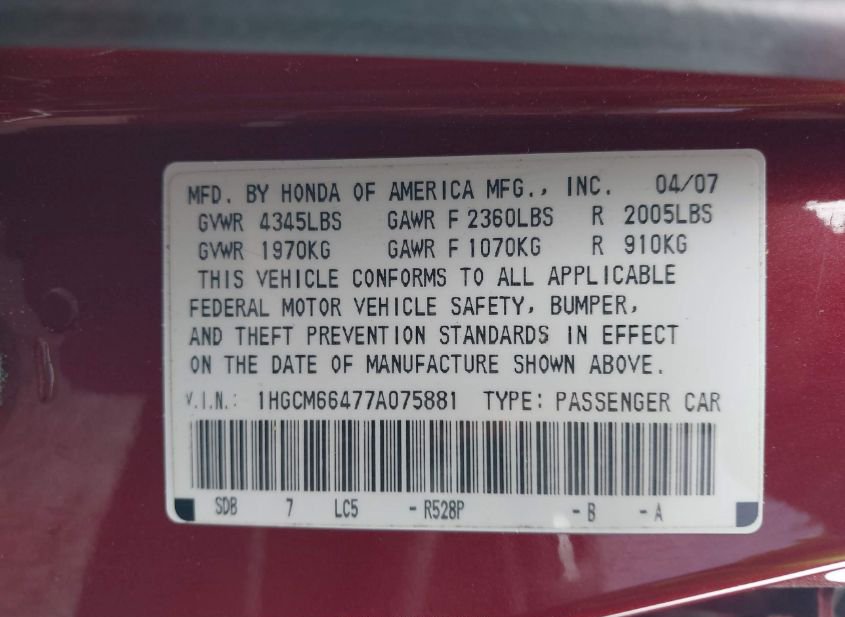 MFD. BY HONDA OF AMERICA MFG., INC. 04/07
GVWR 4345LBS GAWR F 2360LBS R 2005LBS
GVWR 1970KG GAWR F 1070KG R 910KG
THIS VEHICLE CONFORMS TO ALL APPLICABLE
FEDERAL MOTOR VEHICLE SAFETY, BUMPER,
AND THEFT PREVENTION STANDARDS IN EFFECT
ON THE DATE OF MANUFACTURE SHOWN ABOVE.
V.I.N.: 1HGCM66477A075881 TYPE: PASSENGER CAR
SDB 7 LC5 -R528P -B -A